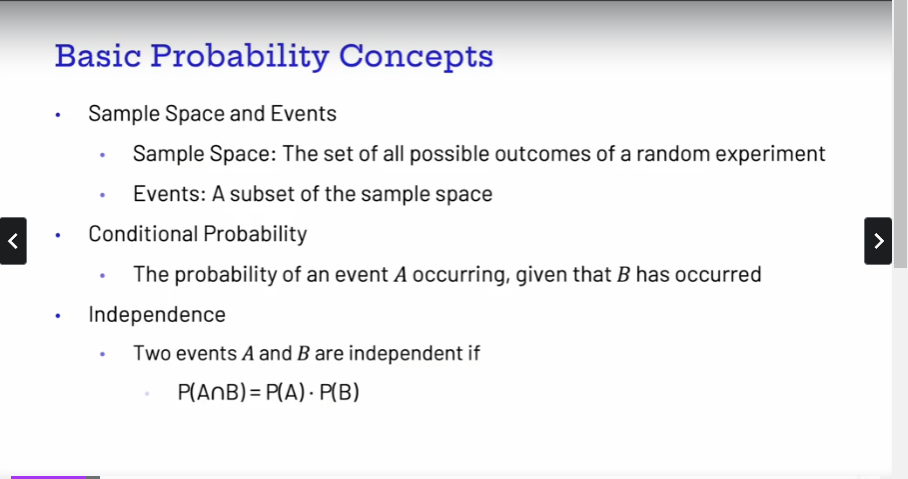 Basic Probability Concepts
• Sample Space and Events
• Sample Space: The set of all possible outcomes of a random experiment
• Events: A subset of the sample space
• Conditional Probability
• The probability of an event A occurring, given that B has occurred
• Independence
• Two events A and B are independent if
• P(A∩B) = P(A) · P(B)